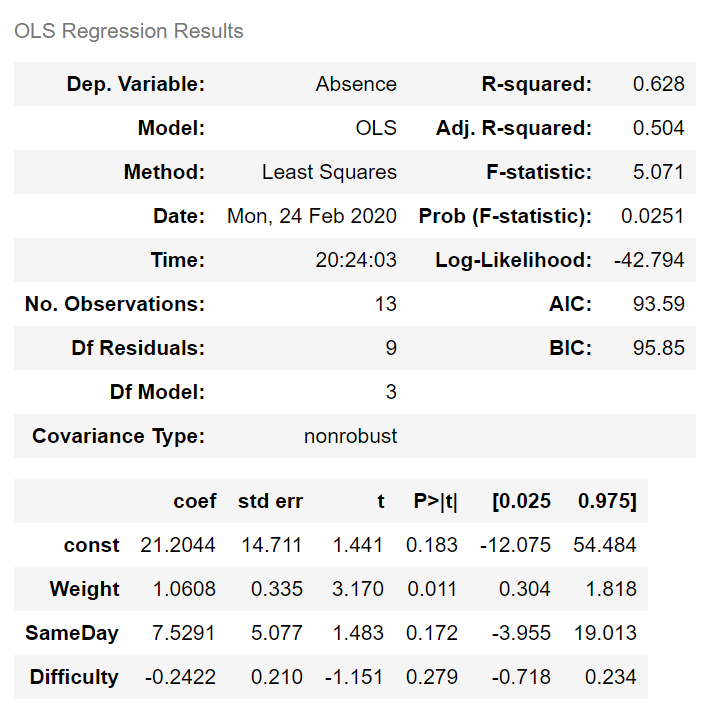 OLS Regression Results
Dep. Variable: Absence R-squared: 0.628
Model: OLS Adj. R-squared: 0.504
Method: Least Squares F-statistic: 5.071
Date: Mon, 24 Feb 2020 Prob (F-statistic): 0.0251
Time: 20:24:03 Log-Likelihood: -42.794
No. Observations: 13 AIC: 93.59
Df Residuals: 9 BIC: 95.85
Df Model: 3
Covariance Type: nonrobust
coef std err t P>|t| [0.025 0.975]
const 21.2044 14.711 1.441 0.183 -12.075 54.484
Weight 1.0608 0.335 3.170 0.011 0.304 1.818
SameDay 7.5291 5.077 1.483 0.172 -3.955 19.013
Difficulty -0.2422 0.210 -1.151 0.279 -0.718 0.234